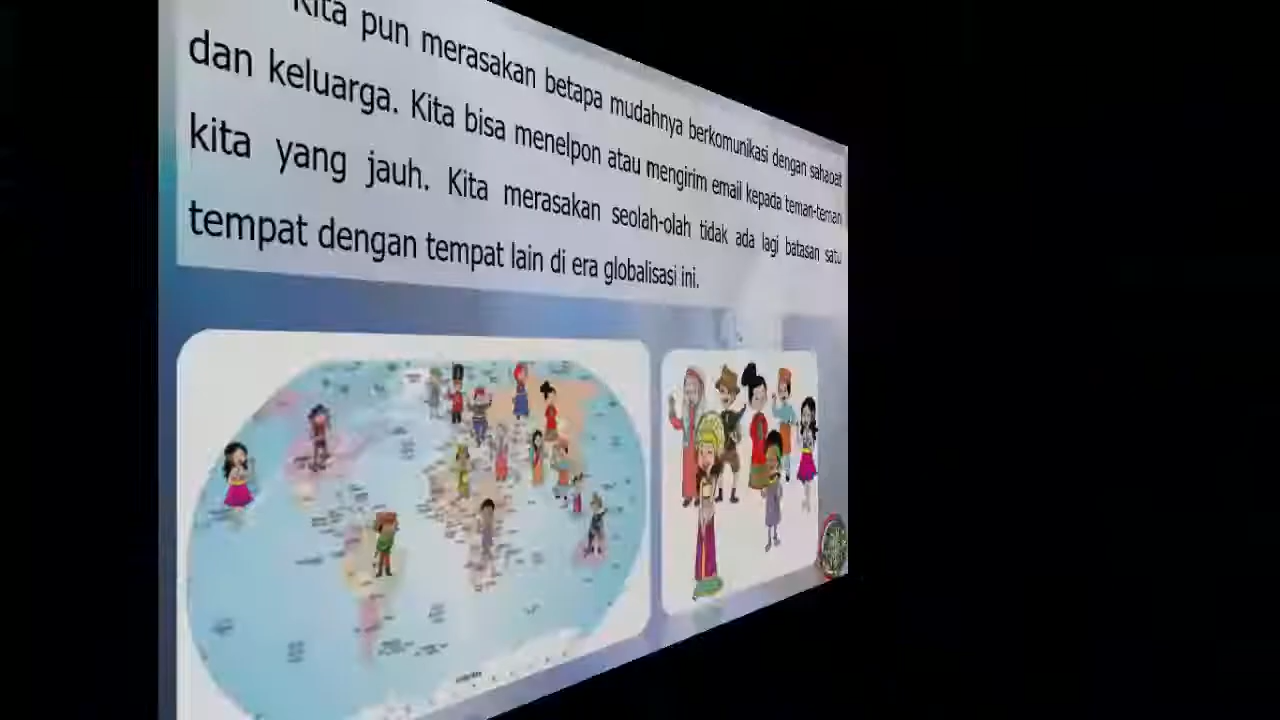 Kita pun merasakan betapa mudahnya berkomunikasi dengan sahabat
dan keluarga. Kita bisa menelpon atau mengirim email kepada teman-teman
kita yang jauh. Kita merasakan seolah-olah tidak ada lagi batasan satu
tempat dengan tempat lain di era globalisasi ini.